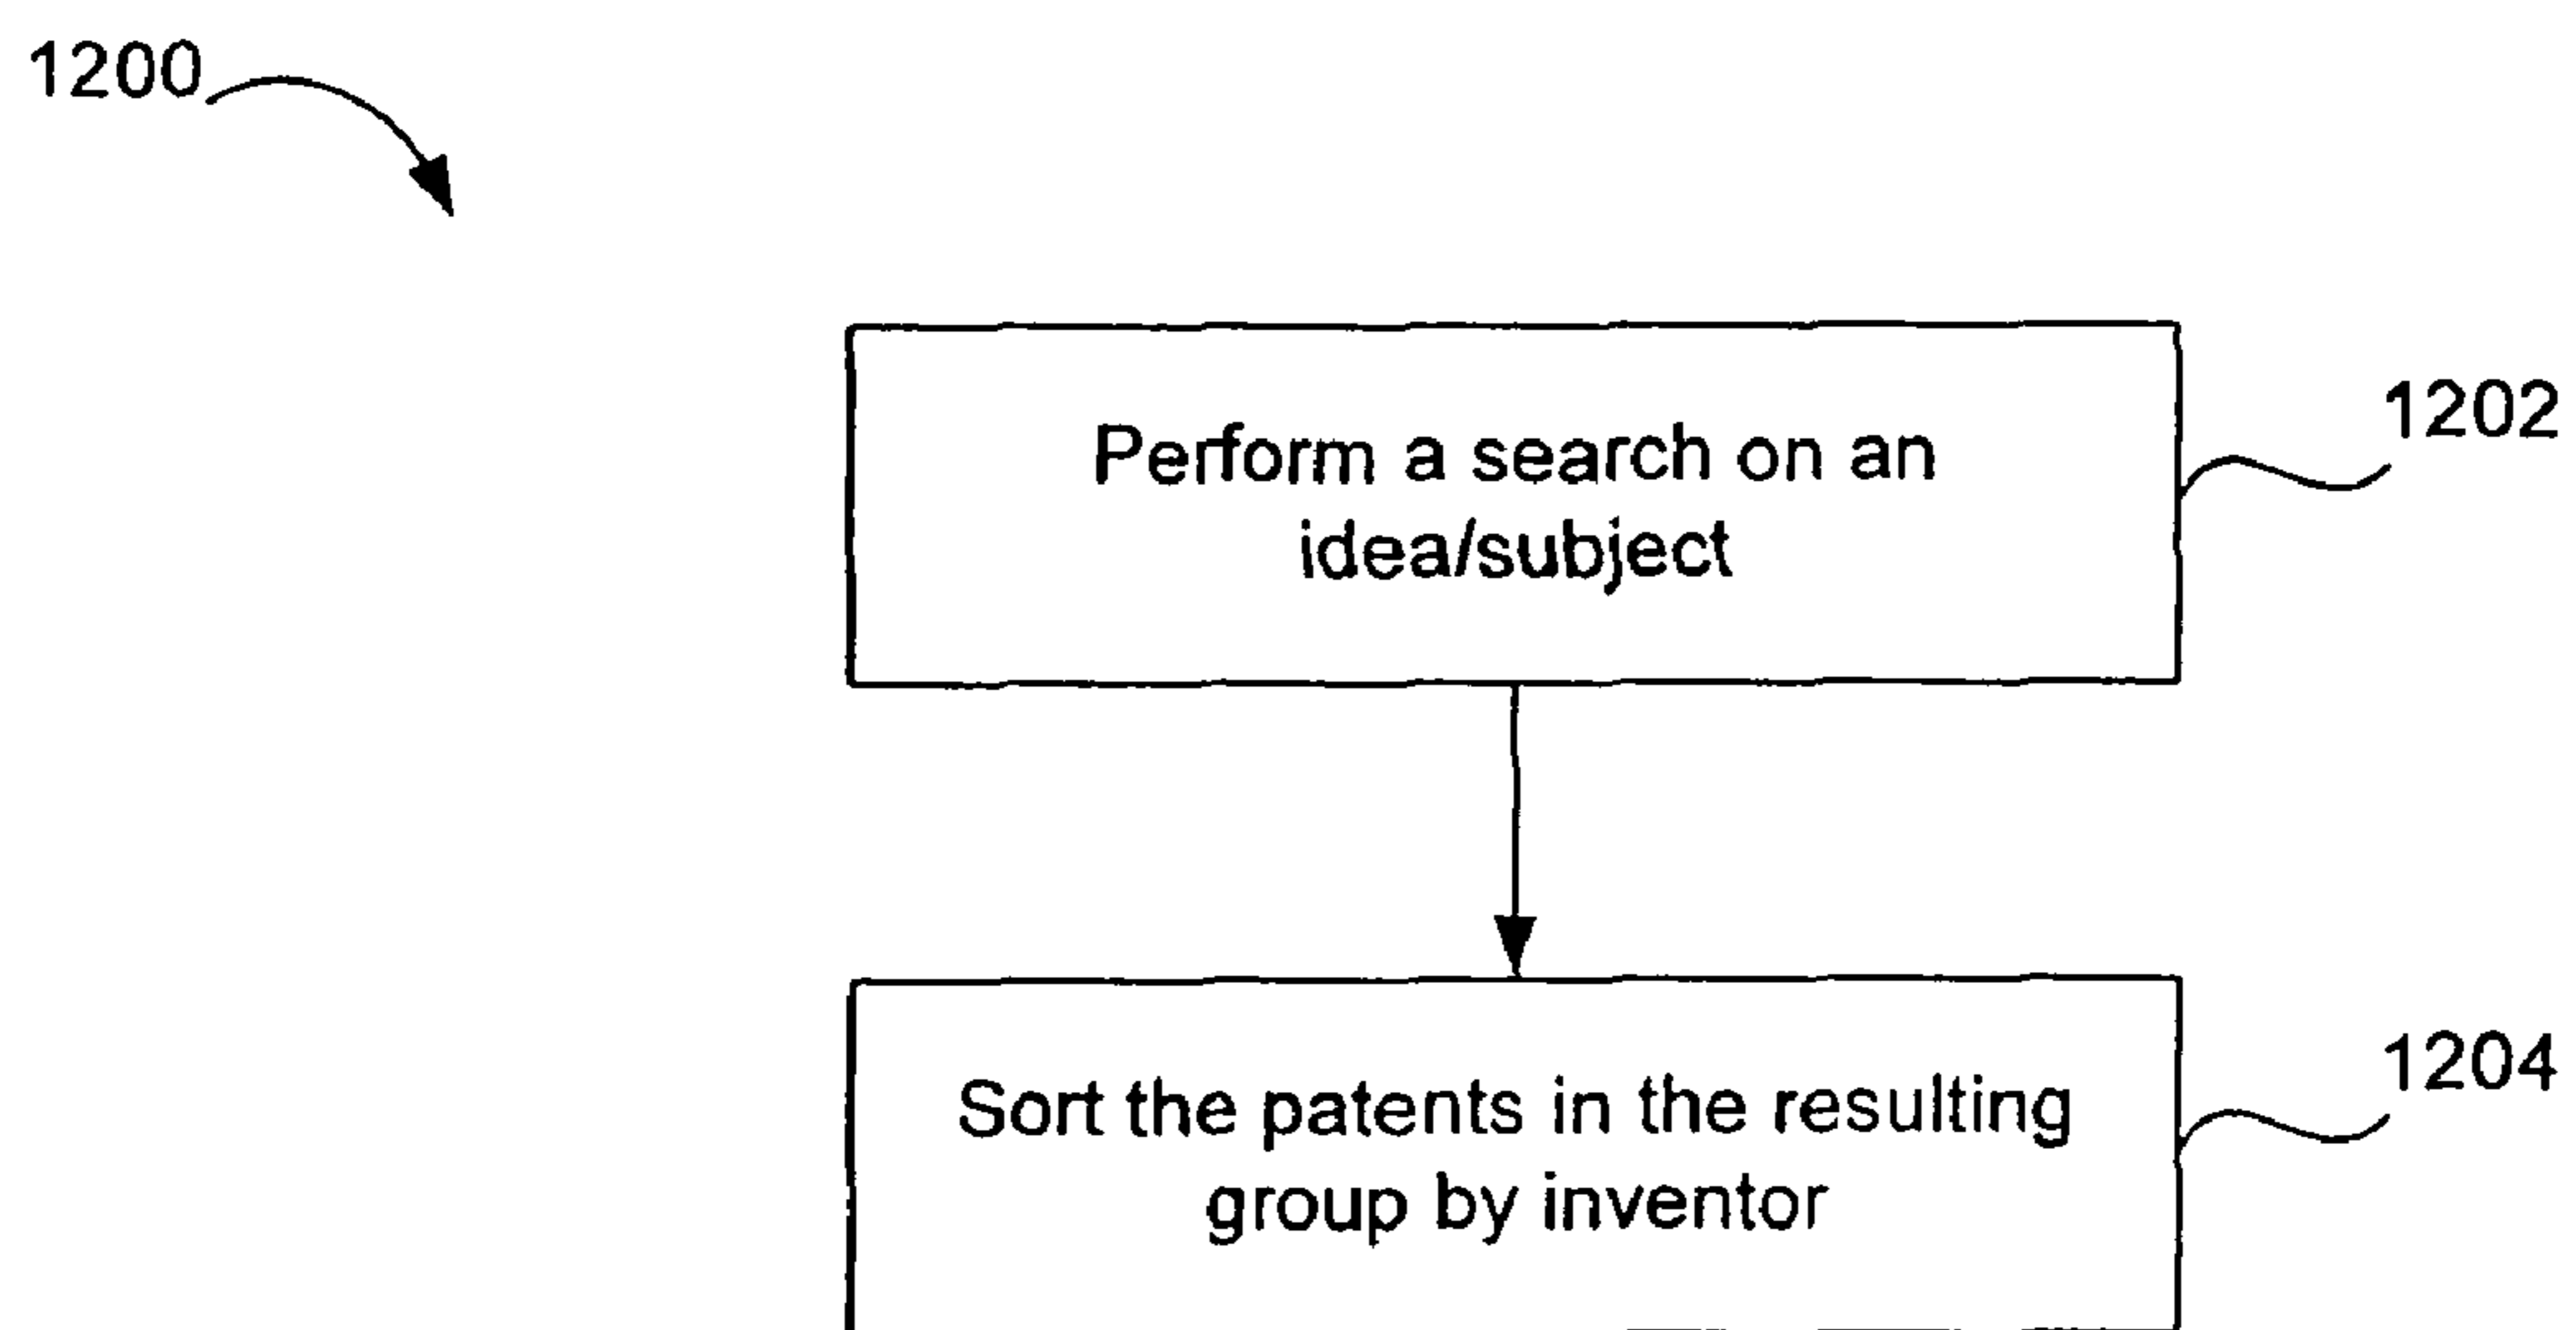 1200
Perform a search on an
idea/subject
1202
Sort the patents in the resulting
group by inventor
1204